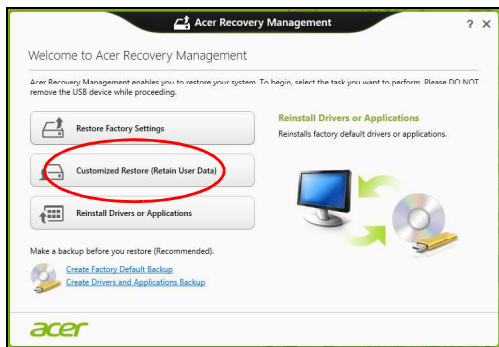 Acer Recovery Management
? X
Welcome to Acer Recovery Management
Acer Recovery Management enables you to restore your system. To begin, select the task you want to perform. Please DO NOT
remove the USB device while proceeding.
Restore Factory Settings
Customized Restore (Retain User Data)
Reinstall Drivers or Applications
Reinstall Drivers or Applications
Reinstalls factory default drivers or applications.
Make a backup before you restore (Recommended).
Create Factory Default Backup
Create Drivers and Applications Backup
acer